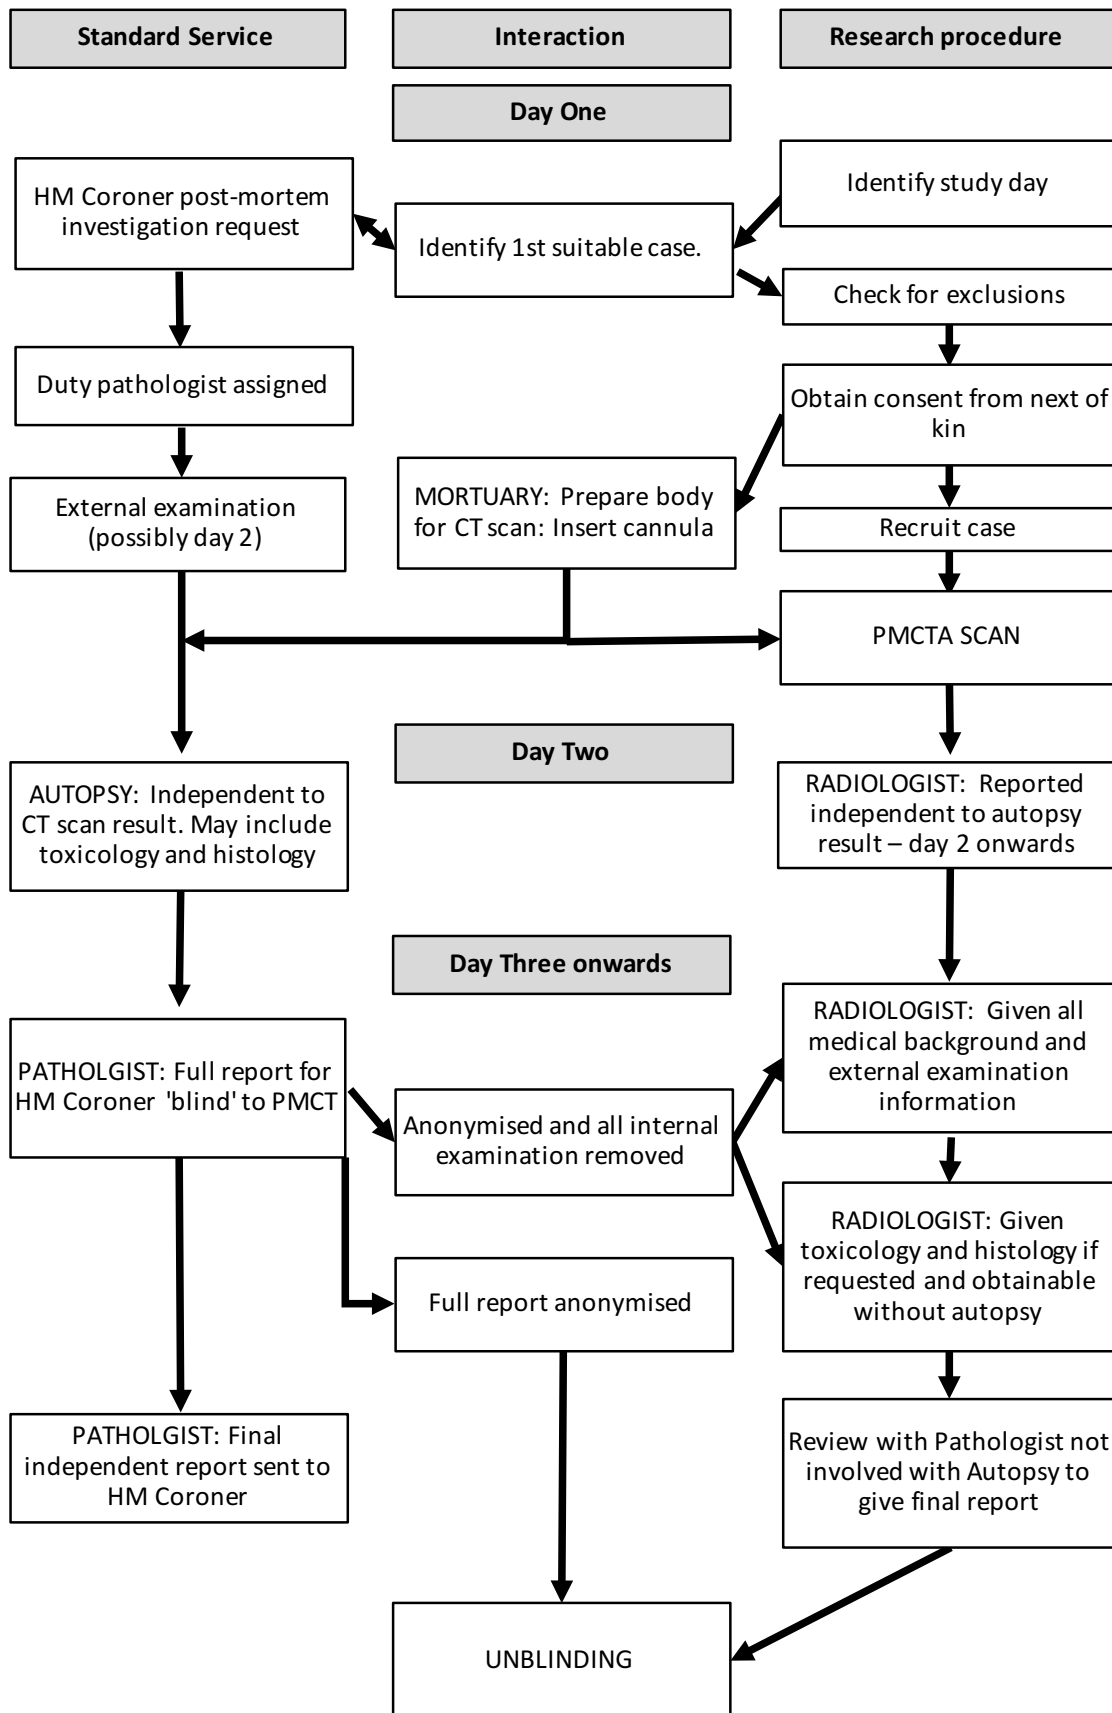 Standard Service
Interaction
Research procedure
Day One
HM Coroner post-mortem
investigation request
Identify 1st suitable case.
Identify study day
Check for exclusions
Duty pathologist assigned
Obtain consent from next of
kin
External examination
(possibly day 2)
MORTUARY: Prepare body
for CT scan: Insert cannula
Recruit case
PMCTA SCAN
Day Two
AUTOPSY: Independent to
CT scan result. May include
toxicology and histology
RADIOLOGIST: Reported
independent to autopsy
result – day 2 onwards
Day Three onwards
PATHOLGIST: Full report for
HM Coroner 'blind' to PMCT
Anonymised and all internal
examination removed
RADIOLOGIST: Given all
medical background and
external examination
information
RADIOLOGIST: Given
toxicology and histology if
requested and obtainable
without autopsy
Full report anonymised
PATHOLGIST: Final
independent report sent to
HM Coroner
Review with Pathologist not
involved with Autopsy to
give final report
UNBLINDING